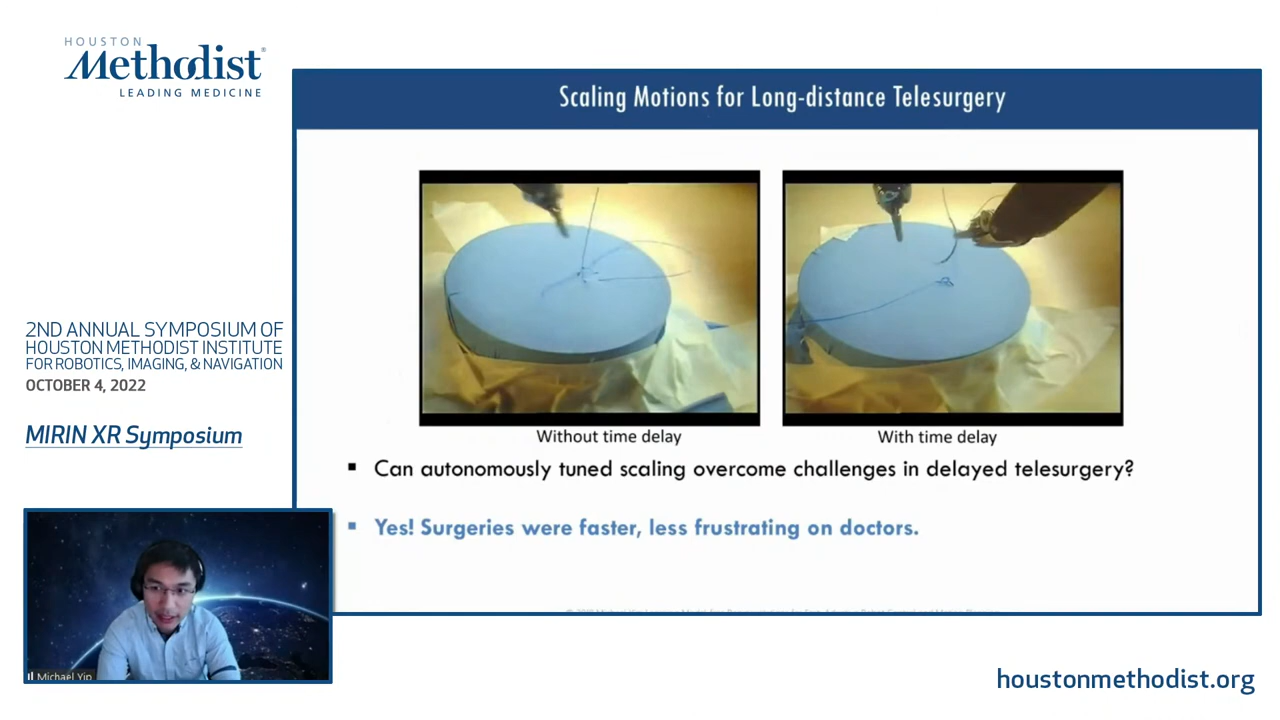 HOUSTON
Methodist®
LEADING MEDICINE
Scaling Motions for Long-distance Telesurgery
Without time delay
With time delay
▪ Can autonomously tuned scaling overcome challenges in delayed telesurgery?
▪ Yes! Surgeries were faster, less frustrating on doctors.
2ND ANNUAL SYMPOSIUM OF
HOUSTON METHODIST INSTITUTE
FOR ROBOTICS, IMAGING, & NAVIGATION
OCTOBER 4, 2022
MIRIN XR Symposium
Michael Yip
houstonmethodist.org